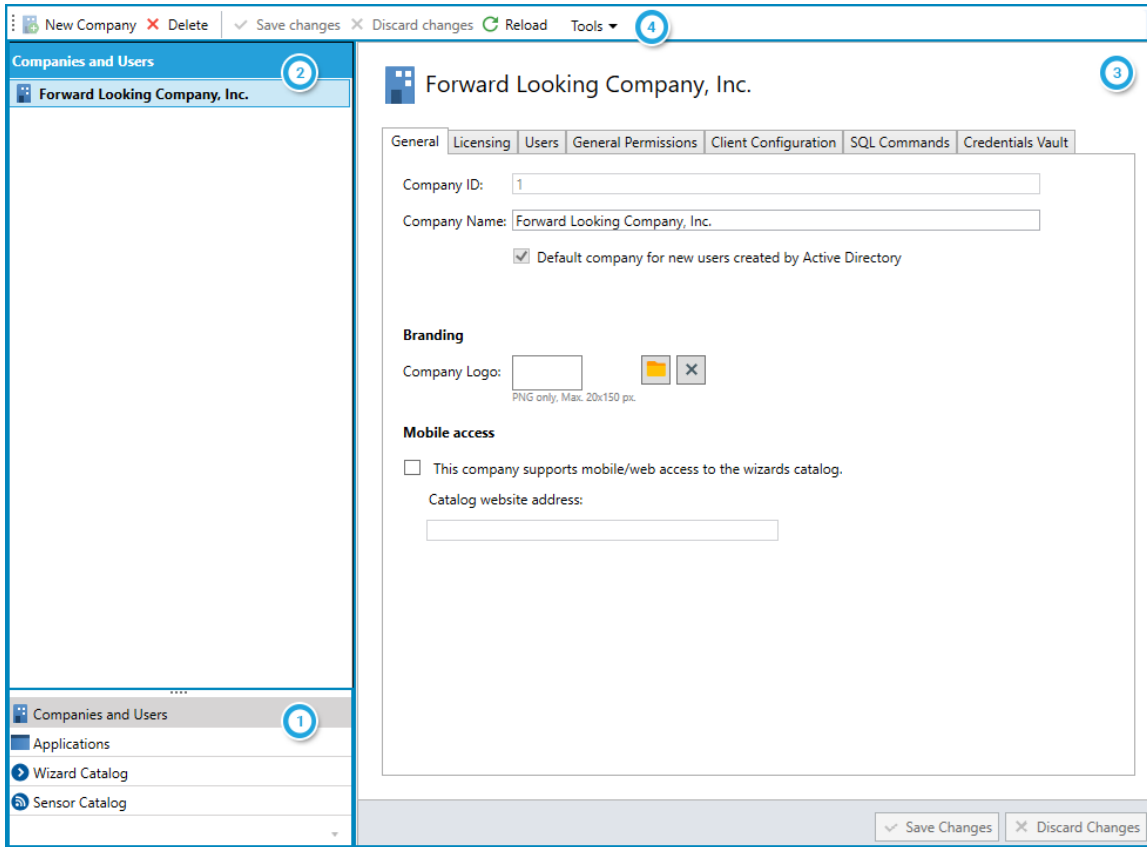 New Company Delete Save changes Discard changes Reload Tools 4
Companies and Users 2
Forward Looking Company, Inc.
Forward Looking Company, Inc. 3
General Licensing Users General Permissions Client Configuration SQL Commands Credentials Vault
Company ID: 1
Company Name: Forward Looking Company, Inc.
Default company for new users created by Active Directory
Branding
Company Logo:
PNG only, Max. 20x150 px.
Mobile access
This company supports mobile/web access to the wizards catalog.
Catalog website address:
Companies and Users 1
Applications
Wizard Catalog
Sensor Catalog
Save Changes Discard Changes